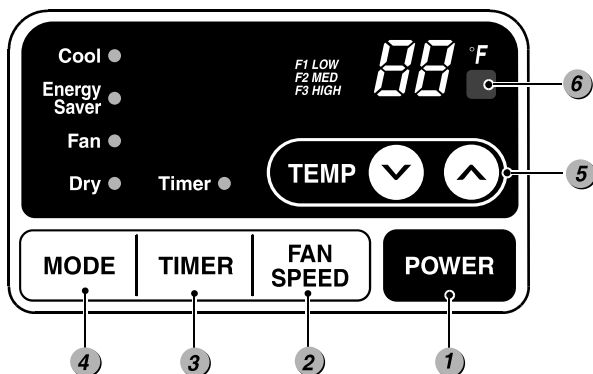 Cool
Energy
Saver
Fan
Dry
Timer
F1 LOW
F2 MED
F3 HIGH
88 °F
6
TEMP
5
MODE
TIMER
FAN
SPEED
POWER
4
3
2
1